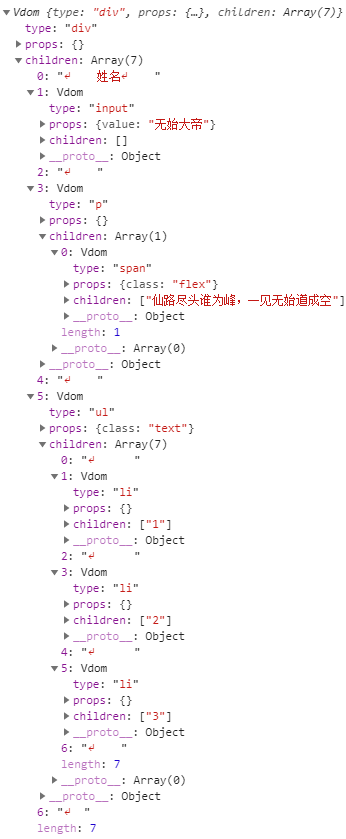 ▼Vdom {type: "div", props: {…}, children: Array(7)}
type: "div"
▶props: {}
▼children: Array(7)
0: "↵    姓名↵    "
▼1: Vdom
type: "input"
▶props: {value: "无始大帝"}
▶children: []
▶__proto__: Object
2: "↵    "
▼3: Vdom
type: "p"
▶props: {}
▼children: Array(1)
▼0: Vdom
type: "span"
▶props: {class: "flex"}
▶children: ["仙路尽头谁为峰，一见无始道成空"]
▶__proto__: Object
length: 1
▶__proto__: Array(0)
▶__proto__: Object
4: "↵    "
▼5: Vdom
type: "ul"
▶props: {class: "text"}
▼children: Array(7)
0: "↵      "
▼1: Vdom
type: "li"
▶props: {}
▶children: ["1"]
▶__proto__: Object
2: "↵      "
▼3: Vdom
type: "li"
▶props: {}
▶children: ["2"]
▶__proto__: Object
4: "↵      "
▼5: Vdom
type: "li"
▶props: {}
▶children: ["3"]
▶__proto__: Object
6: "↵    "
length: 7
▶__proto__: Array(0)
▶__proto__: Object
6: "↵  "
length: 7